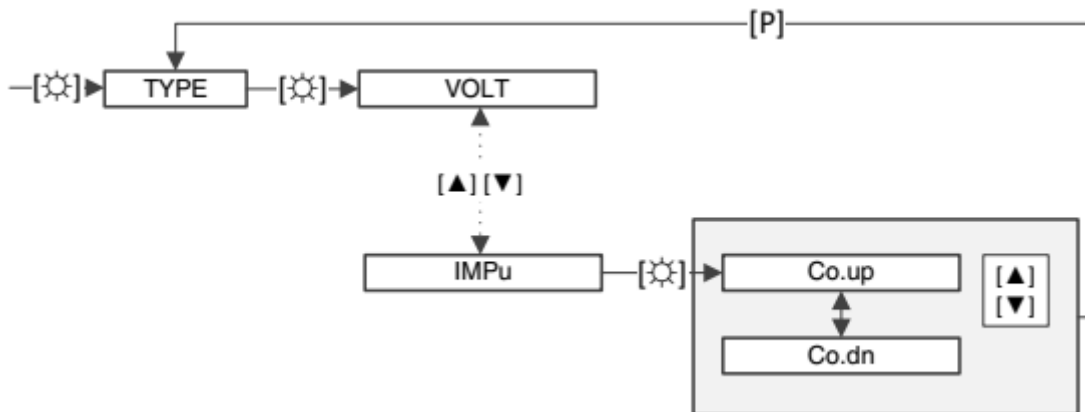 [P]
[☼] TYPE [☼] VOLT
[▲] [▼]
IMPu [☼] Co.up [▲]
[▼]
Co.dn